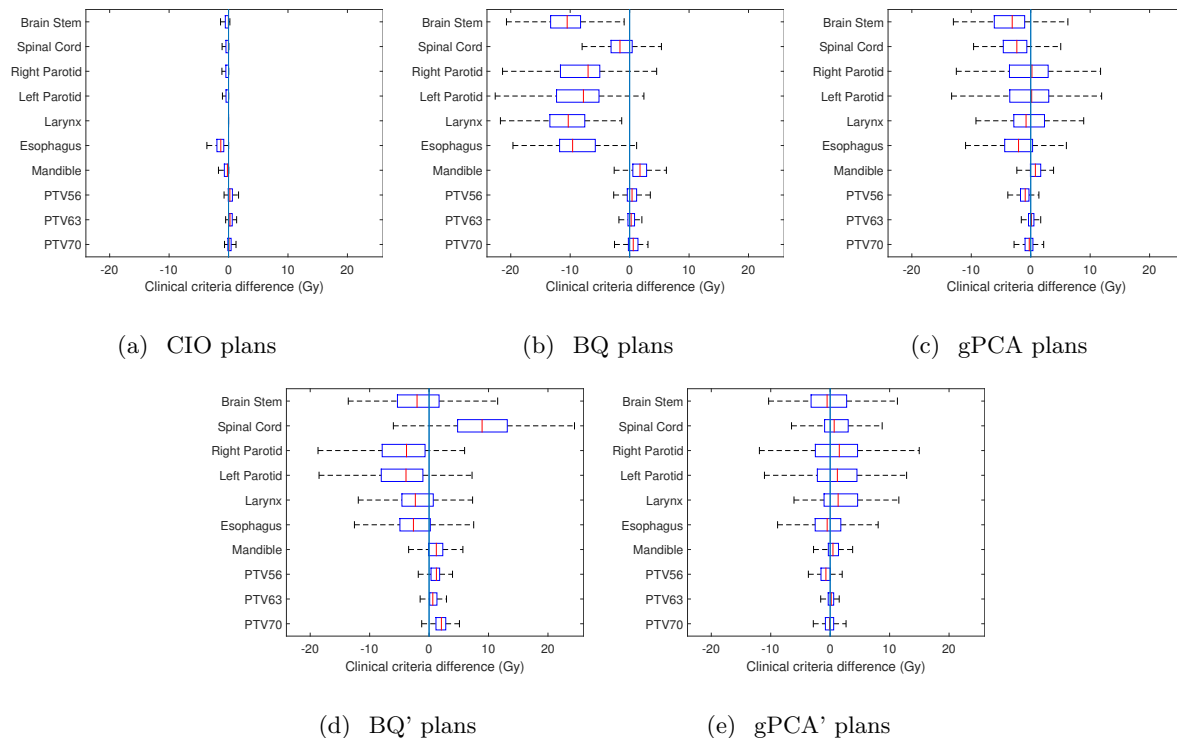 Brain Stem
Spinal Cord
Right Parotid
Left Parotid
Larynx
Esophagus
Mandible
PTV56
PTV63
PTV70
-20 -10 0 10 20
Clinical criteria difference (Gy)
(a) CIO plans
Brain Stem
Spinal Cord
Right Parotid
Left Parotid
Larynx
Esophagus
Mandible
PTV56
PTV63
PTV70
-20 -10 0 10 20
Clinical criteria difference (Gy)
(b) BQ plans
Brain Stem
Spinal Cord
Right Parotid
Left Parotid
Larynx
Esophagus
Mandible
PTV56
PTV63
PTV70
-20 -10 0 10 20
Clinical criteria difference (Gy)
(c) gPCA plans
Brain Stem
Spinal Cord
Right Parotid
Left Parotid
Larynx
Esophagus
Mandible
PTV56
PTV63
PTV70
-20 -10 0 10 20
Clinical criteria difference (Gy)
(d) BQ' plans
Brain Stem
Spinal Cord
Right Parotid
Left Parotid
Larynx
Esophagus
Mandible
PTV56
PTV63
PTV70
-20 -10 0 10 20
Clinical criteria difference (Gy)
(e) gPCA' plans